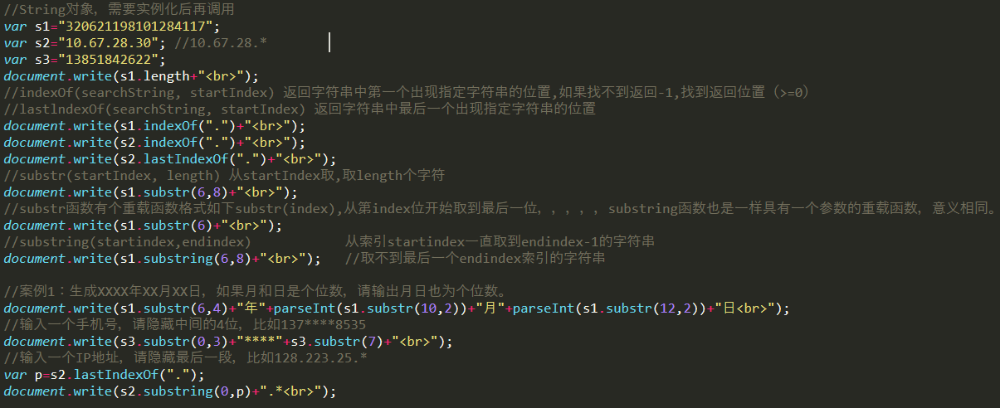 //String对象, 需要实例化后再调用
var s1="320621198101284117";
var s2="10.67.28.30"; //10.67.28.*
var s3="13851842622";
document.write(s1.length+"<br>");
//indexOf(searchString, startIndex) 返回字符串中第一个出现指定字符串的位置,如果找不到返回-1,找到返回位置（>=0）
//lastlndexOf(searchString, startIndex) 返回字符串中最后一个出现指定字符串的位置
document.write(s1.indexOf(".")+"<br>");
document.write(s2.indexOf(".")+"<br>");
document.write(s2.lastIndexOf(".")+"<br>");
//substr(startIndex, length) 从startIndex取,取length个字符
document.write(s1.substr(6,8)+"<br>");
//substr函数有个重载函数格式如下substr(index),从第index位开始取到最后一位，，，，，substring函数也是一样具有一个参数的重载函数，意义相同。
document.write(s1.substr(6)+"<br>");
//substring(startindex,endindex) 从索引startindex一直取到endindex-1的字符串
document.write(s1.substring(6,8)+"<br>"); //取不到最后一个endindex索引的字符串
//案例1：生成XXXX年XX月XX日，如果月和日是个位数，请输出月日也为个位数。
document.write(s1.substr(6,4)+"年"+parseInt(s1.substr(10,2))+"月"+parseInt(s1.substr(12,2))+"日<br>");
//输入一个手机号，请隐藏中间的4位，比如137****8535
document.write(s3.substr(0,3)+"****"+s3.substr(7)+"<br>");
//输入一个IP地址，请隐藏最后一段，比如128.223.25.*
var p=s2.lastIndexOf(".");
document.write(s2.substring(0,p)+".*<br>");